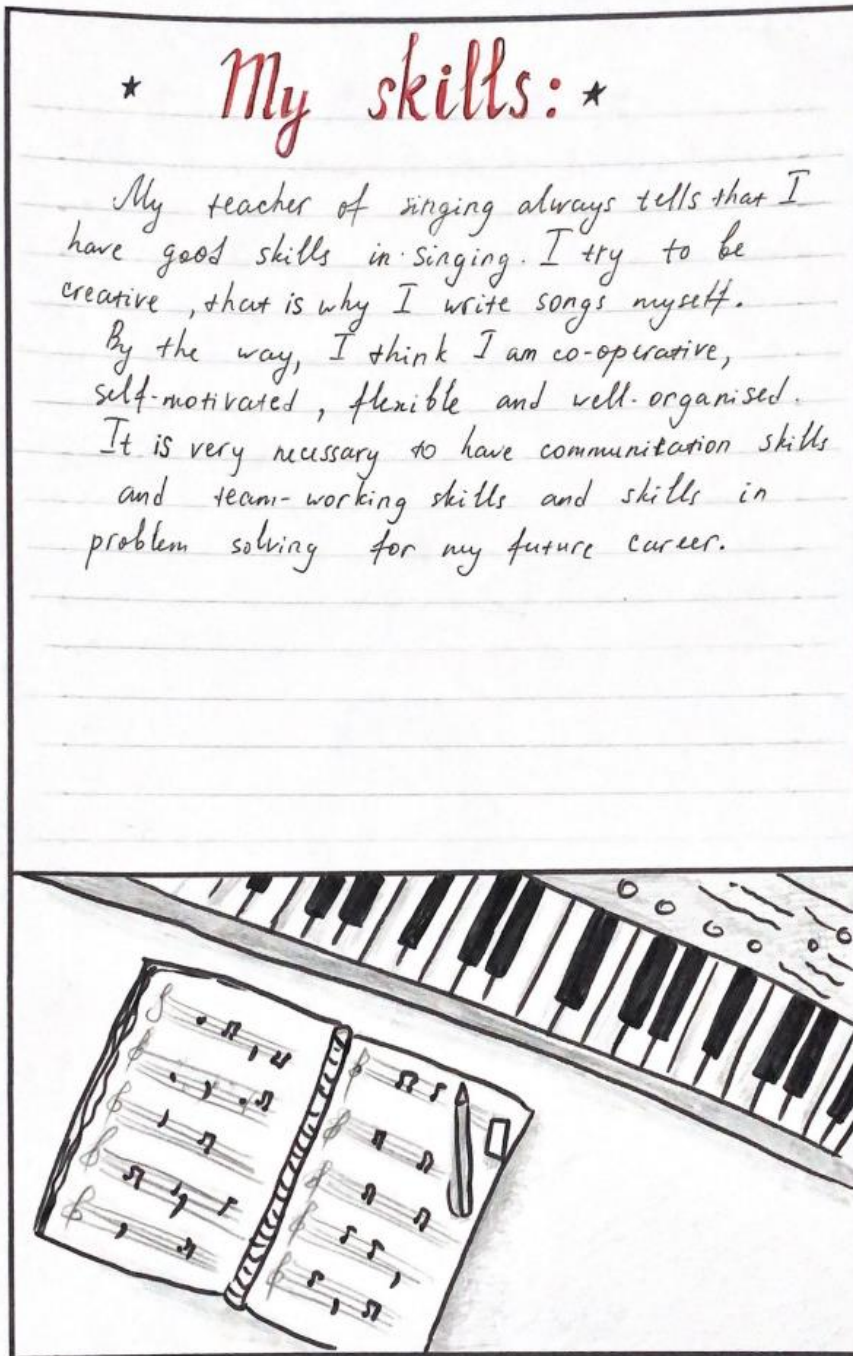 ★ My skills: ★
My teacher of singing always tells that I
have good skills in singing. I try to be
creative, that is why I write songs myself.
By the way, I think I am co-operative,
self-motivated, flexible and well-organised.
It is very necessary to have communication skills
and team-working skills and skills in
problem solving for my future career.